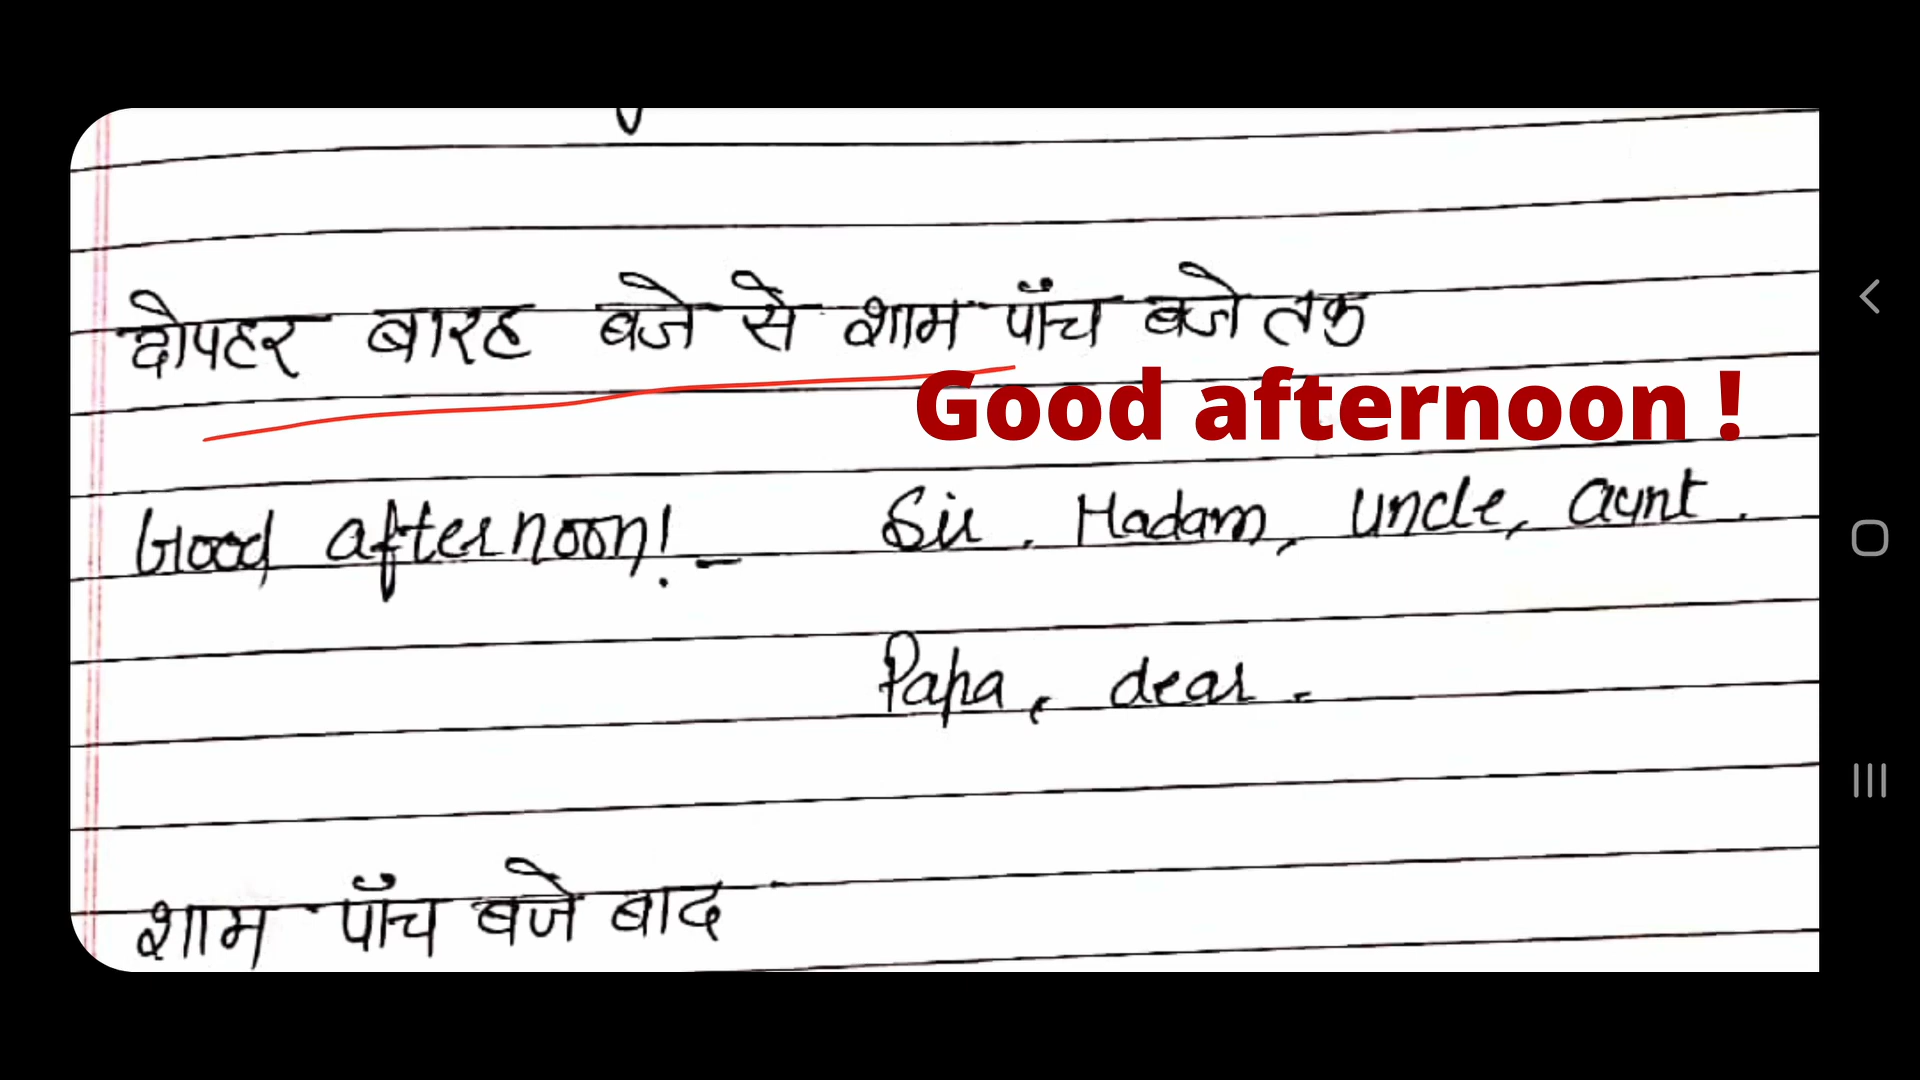 दोपहर बारह बजे से शाम पाँच बजे तक
Good afternoon !
Good afternoon! - Sir, Madam, uncle, aunt.
Papa, dear.
शाम पाँच बजे बाद